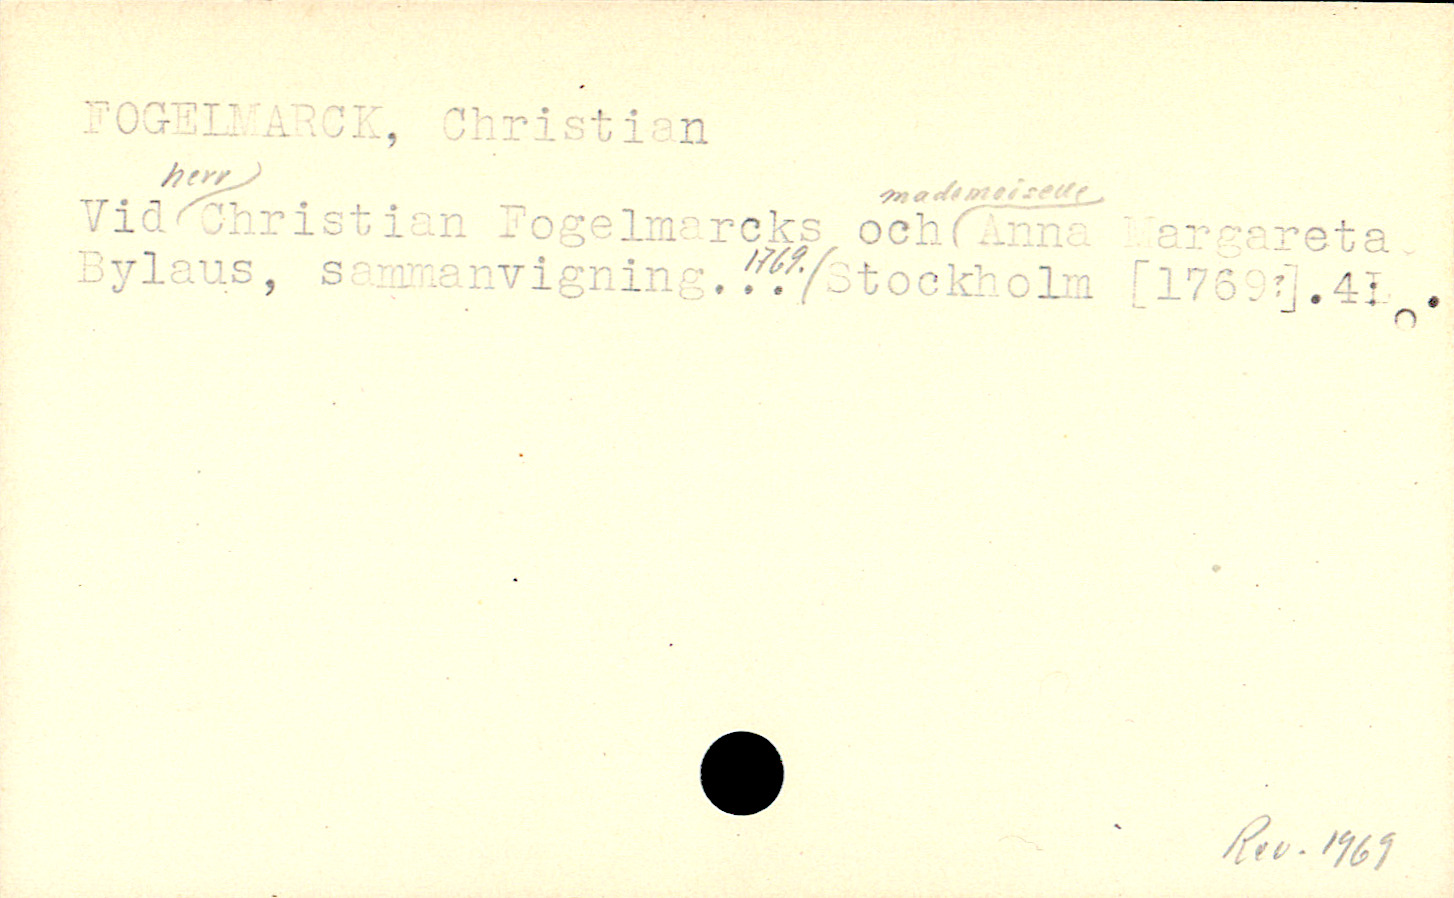 FOGELMARCK, Christian
Vid herr Christian Fogelmarcks och mademoiselle Anna Margareta
Bylaus, sammanvigning... 1769. Stockholm [1769?]. 4:o.
Rev. 1969